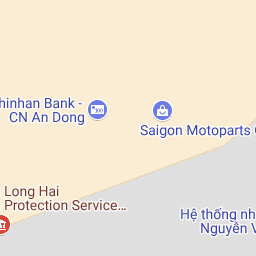 hinhan Bank -
CN An Dong
Saigon Motoparts
Long Hai
Protection Service...
Hệ thống nh
Nguyễn V